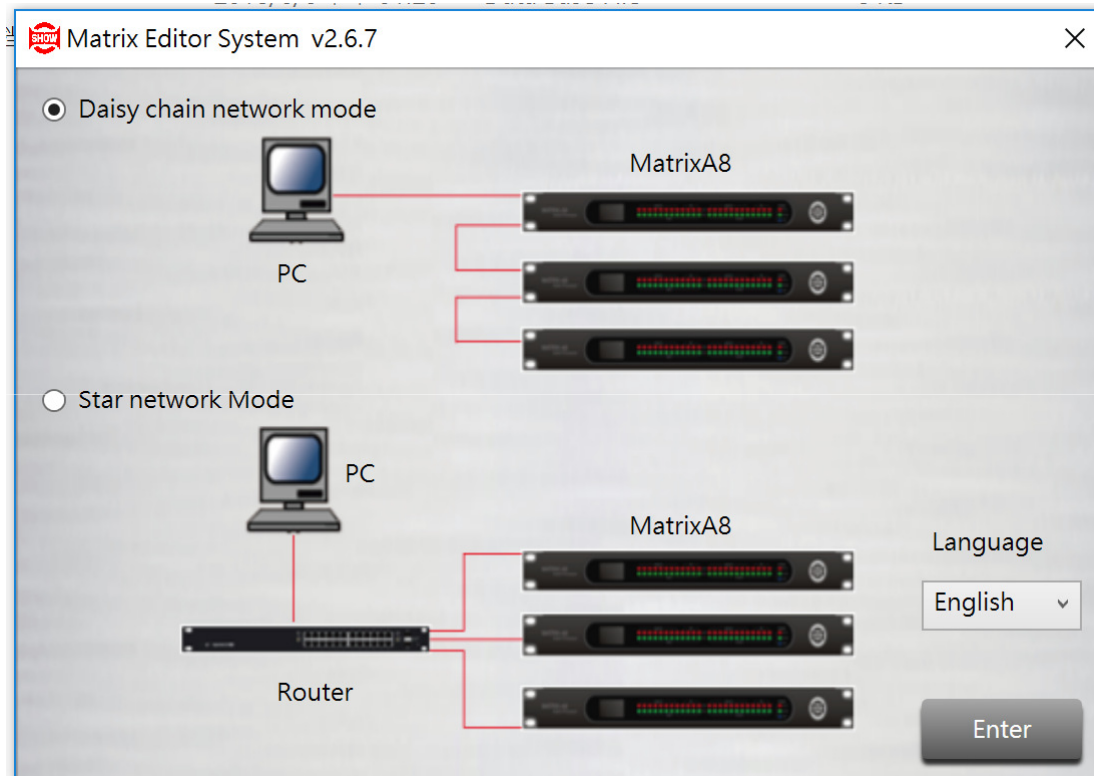 SHOW
Matrix Editor System v2.6.7
Daisy chain network mode
MatrixA8
PC
Star network Mode
PC
MatrixA8
Language
English
Router
Enter